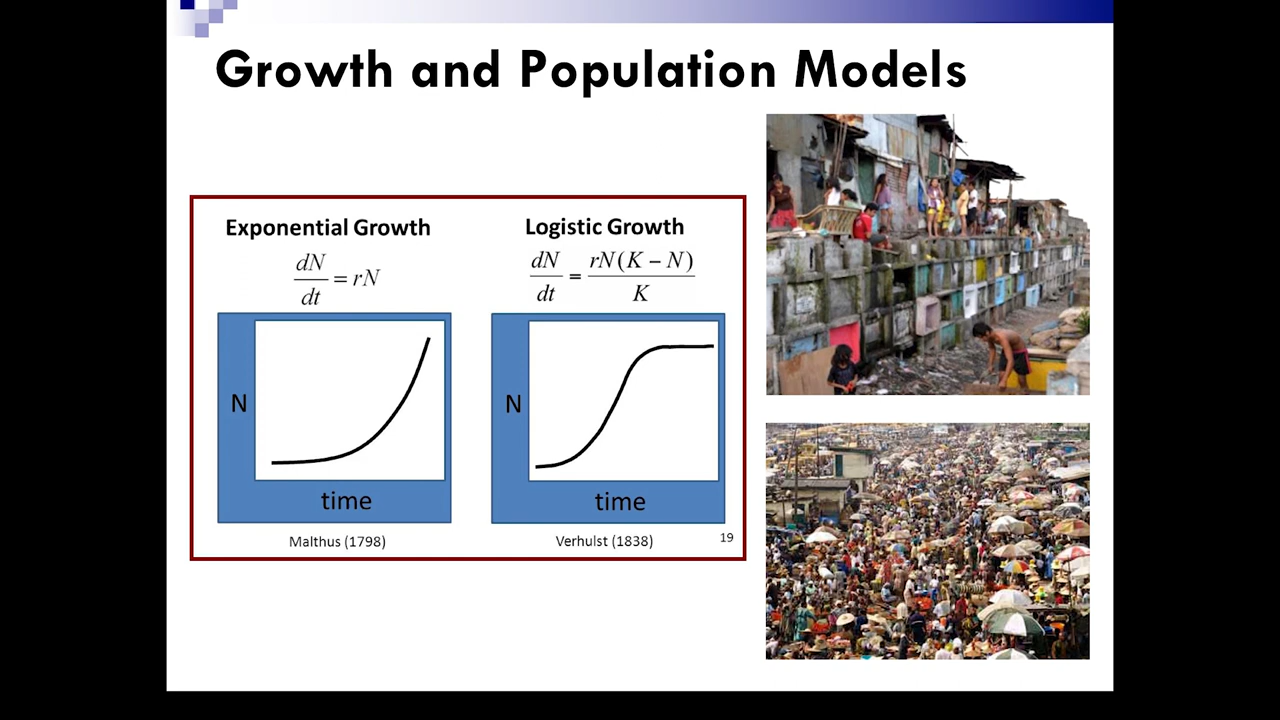 Growth and Population Models
Exponential Growth
dN/dt = rN
N
time
Malthus (1798)
Logistic Growth
dN/dt = rN(K − N)/K
N
time
Verhulst (1838)
19